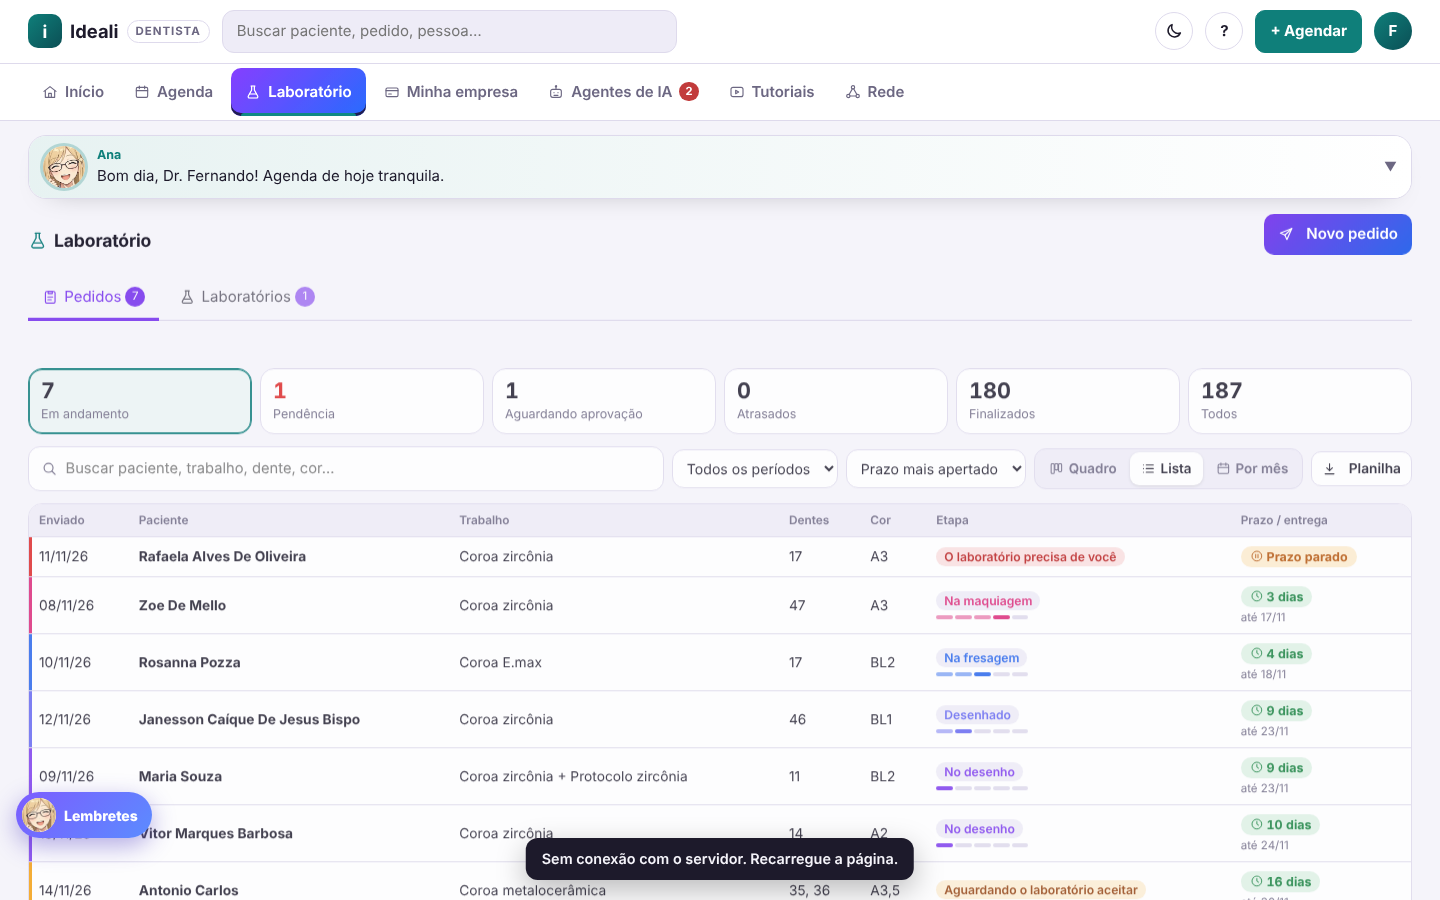 i Ideali DENTISTA Buscar paciente, pedido, pessoa... ? + Agendar F
Início Agenda Laboratório Minha empresa Agentes de IA 2 Tutoriais Rede
Ana
Bom dia, Dr. Fernando! Agenda de hoje tranquila.
Laboratório Novo pedido
Pedidos 7 Laboratórios 1
7 1 1 0 180 187
Em andamento Pendência Aguardando aprovação Atrasados Finalizados Todos
Buscar paciente, trabalho, dente, cor... Todos os períodos Prazo mais apertado Quadro Lista Por mês Planilha
Enviado Paciente Trabalho Dentes Cor Etapa Prazo / entrega
11/11/26 Rafaela Alves De Oliveira Coroa zircônia 17 A3 O laboratório precisa de você Prazo parado
08/11/26 Zoe De Mello Coroa zircônia 47 A3 Na maquiagem 3 dias
até 17/11
10/11/26 Rosanna Pozza Coroa E.max 17 BL2 Na fresagem 4 dias
até 18/11
12/11/26 Janesson Caíque De Jesus Bispo Coroa zircônia 46 BL1 Desenhado 9 dias
até 23/11
09/11/26 Maria Souza Coroa zircônia + Protocolo zircônia 11 BL2 No desenho 9 dias
até 23/11
Lembretes
Vitor Marques Barbosa Coroa zircônia 14 A2 No desenho 10 dias
até 24/11
Sem conexão com o servidor. Recarregue a página.
14/11/26 Antonio Carlos Coroa metalocerâmica 35, 36 A3,5 Aguardando o laboratório aceitar 16 dias